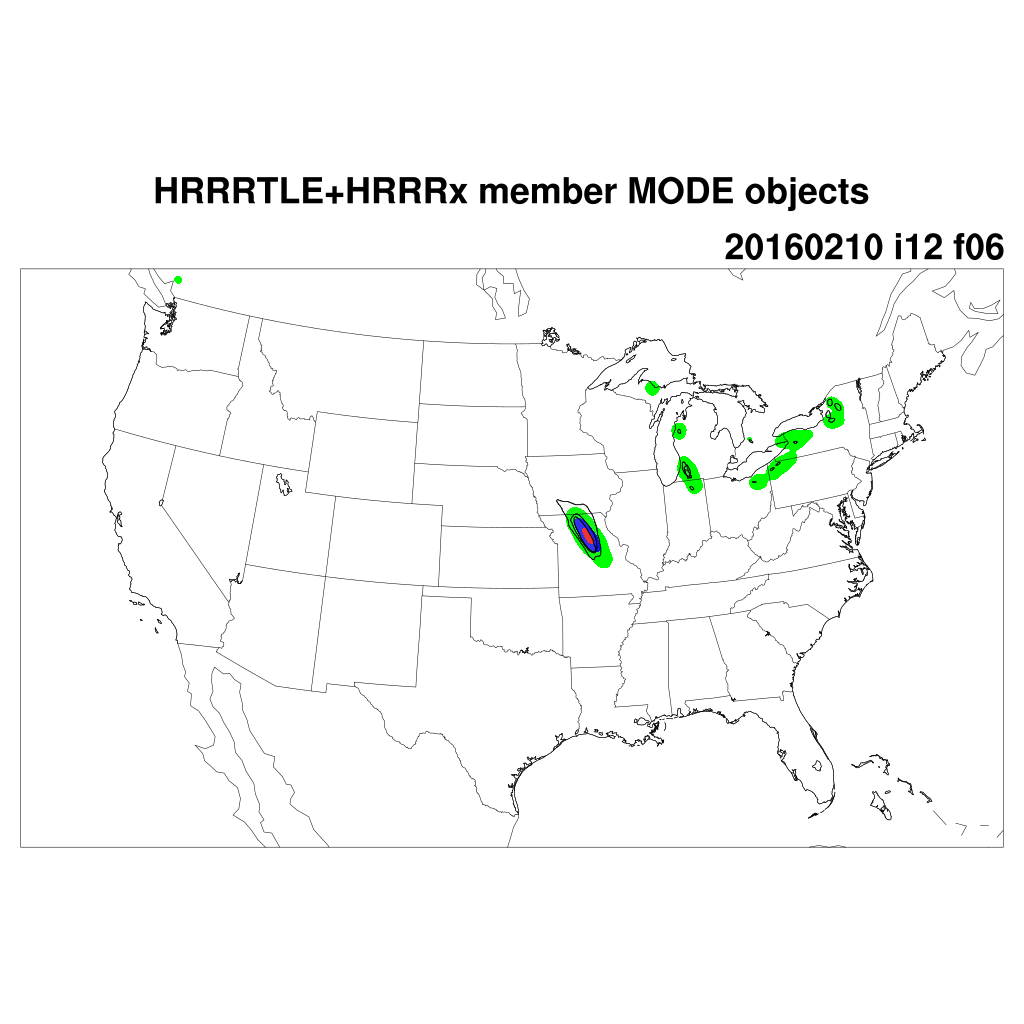 HRRRTLE+HRRRx member MODE objects
20160210 i12 f06